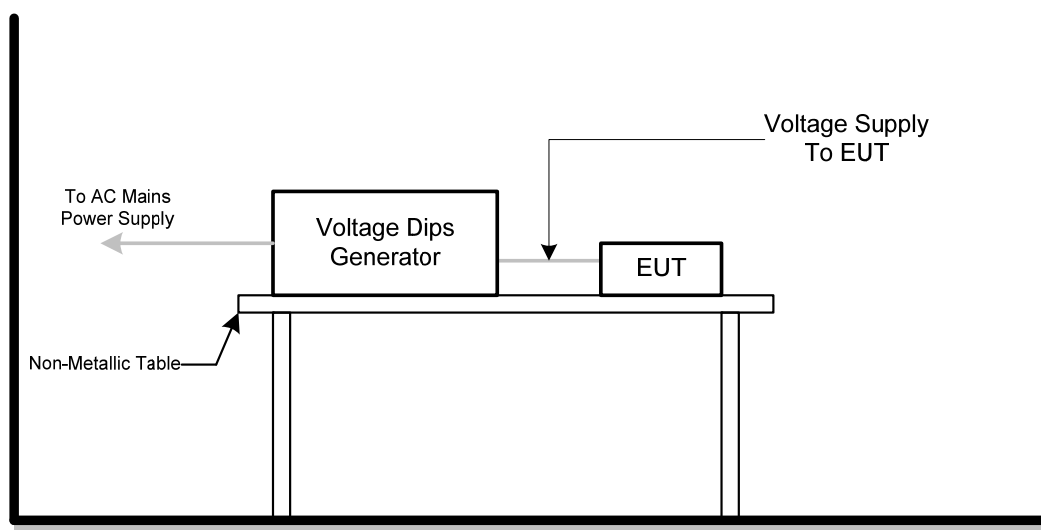 Voltage Supply
To EUT
To AC Mains
Power Supply
Voltage Dips
Generator
EUT
Non-Metallic Table